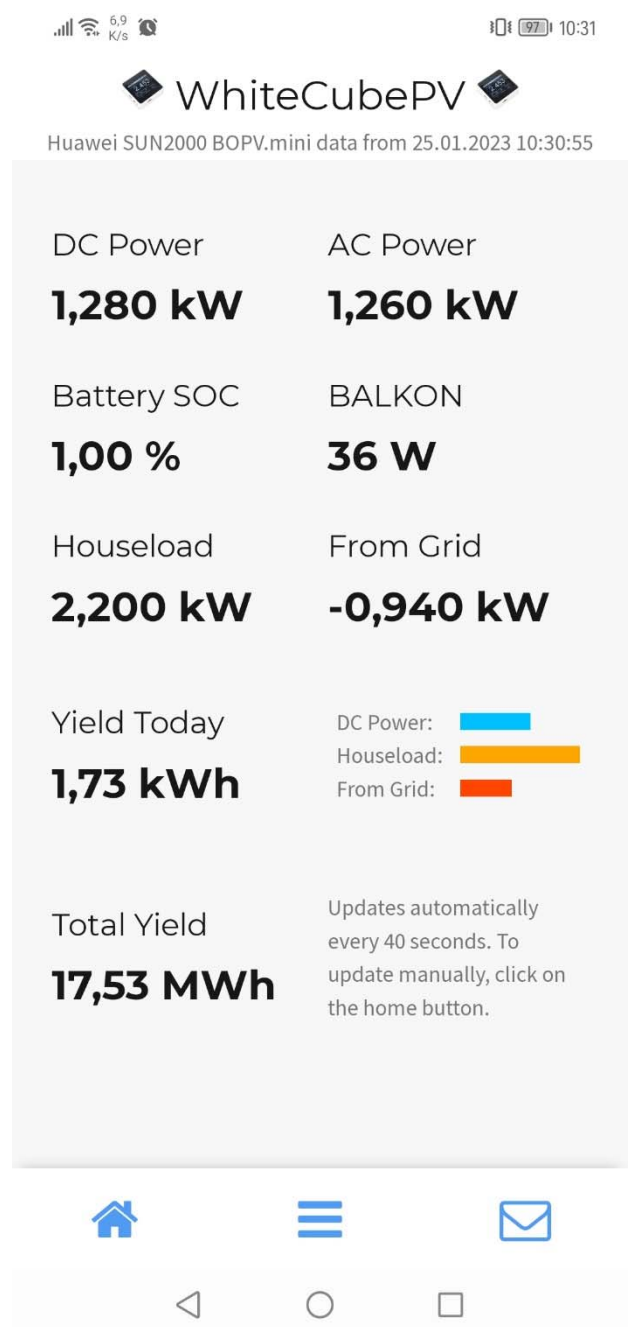 6,9
K/s
97
10:31
WhiteCubePV
Huawei SUN2000 BOPV.mini data from 25.01.2023 10:30:55
DC Power
AC Power
1,280 kW
1,260 kW
Battery SOC
BALKON
1,00 %
36 W
Houseload
From Grid
2,200 kW
-0,940 kW
Yield Today
1,73 kWh
DC Power:
Houseload:
From Grid:
Total Yield
17,53 MWh
Updates automatically
every 40 seconds. To
update manually, click on
the home button.